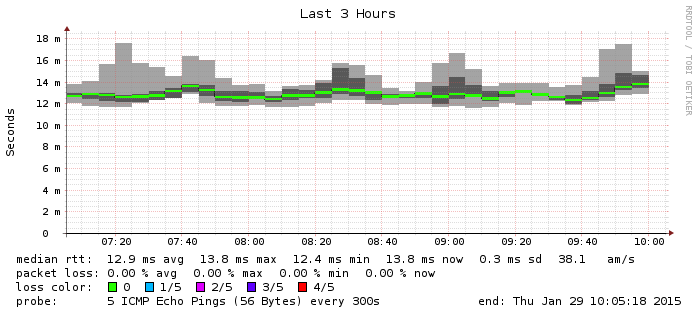 Last 3 Hours
RRDTOOL / TOBI OETIKER
Seconds
18 m
16 m
14 m
12 m
10 m
8 m
6 m
4 m
2 m
0
07:20 07:40 08:00 08:20 08:40 09:00 09:20 09:40 10:00
median rtt: 12.9 ms avg 13.8 ms max 12.4 ms min 13.8 ms now 0.3 ms sd 38.1 am/s
packet loss: 0.00 % avg 0.00 % max 0.00 % min 0.00 % now
loss color: 0 1/5 2/5 3/5 4/5
probe: 5 ICMP Echo Pings (56 Bytes) every 300s end: Thu Jan 29 10:05:18 2015